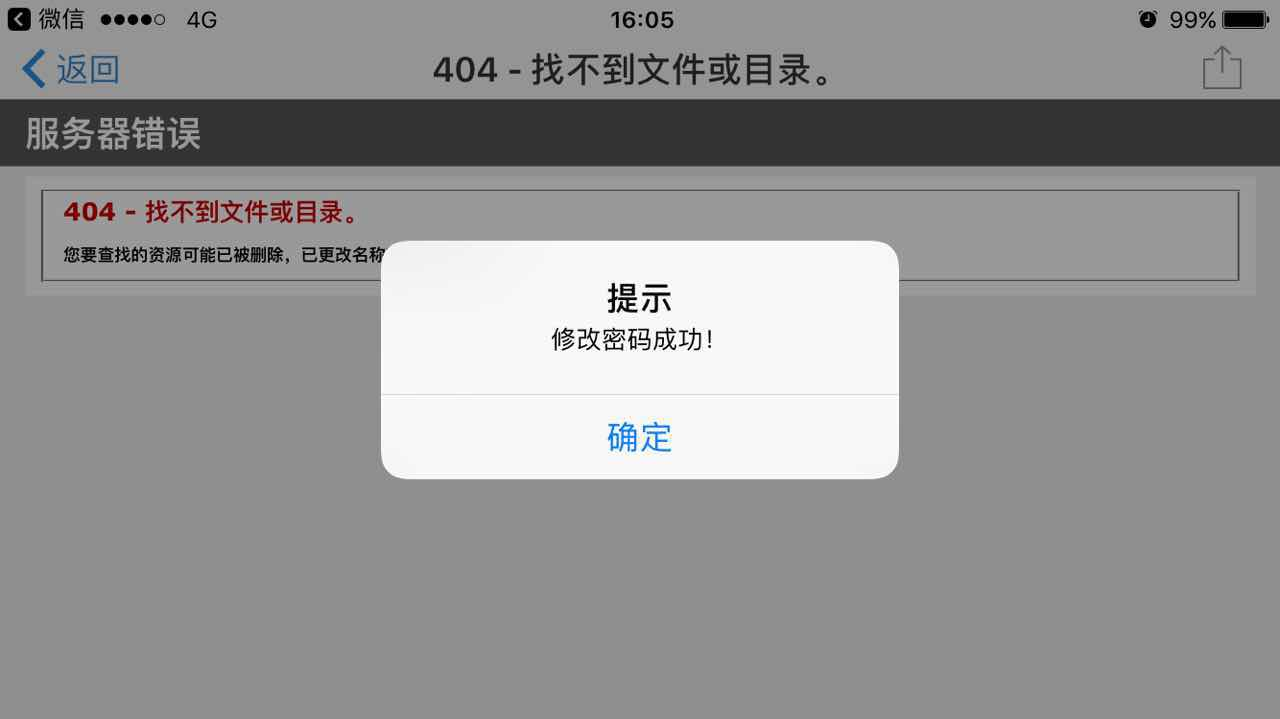 微信 4G 16:05 99%
返回 404 - 找不到文件或目录。
服务器错误
404 - 找不到文件或目录。
您要查找的资源可能已被删除，已更改名称
提示
修改密码成功！
确定